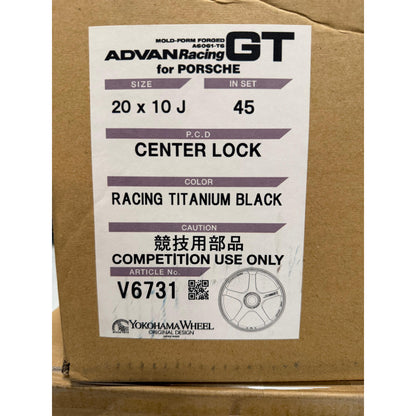 MOLD-FORM FORGED
A6061-T6
ADVAN Racing GT
for PORSCHE
SIZE IN SET
20 x 10 J 45
P.C.D
CENTER LOCK
COLOR
RACING TITANIUM BLACK
CAUTION
競技用部品
COMPETITION USE ONLY
ARTICLE No.
V6731
YOKOHAMA WHEEL
ORIGINAL DESIGN